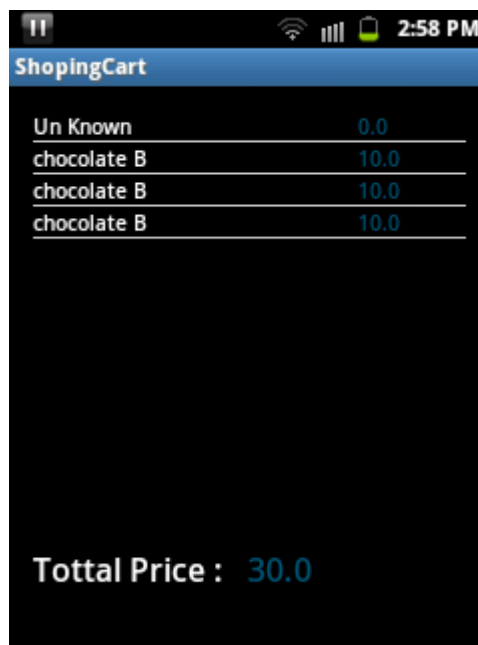 2:58 PM
ShopingCart
Un Known 0.0
chocolate B 10.0
chocolate B 10.0
chocolate B 10.0
Tottal Price : 30.0